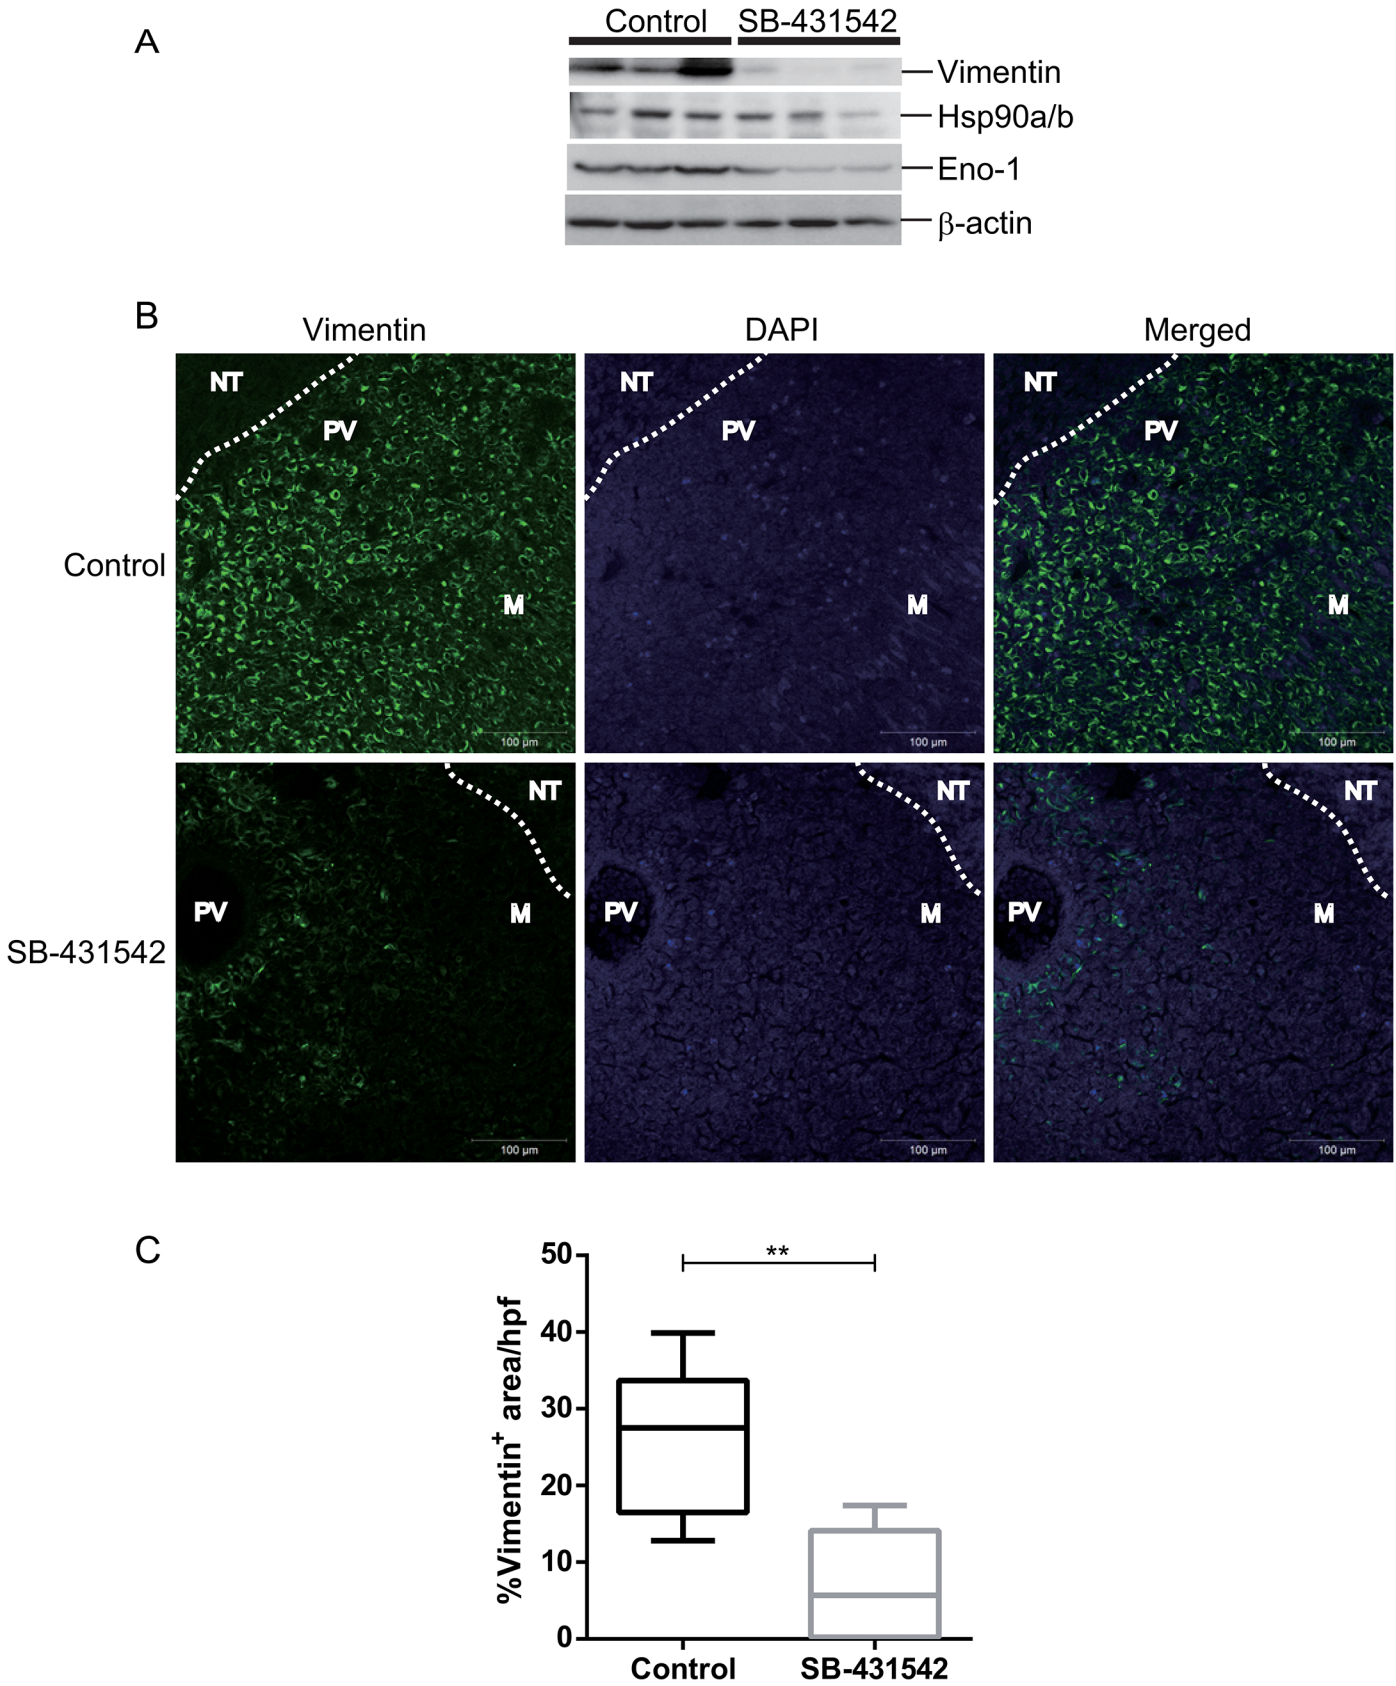 A
Control SB-431542
Vimentin
Hsp90a/b
Eno-1
β-actin
B
Vimentin DAPI Merged
Control
NT PV M 100 µm
NT PV M 100 µm
NT PV M 100 µm
SB-431542
NT PV M 100 µm
NT PV M 100 µm
NT PV M 100 µm
C
**
%Vimentin+ area/hpf
50
40
30
20
10
0
Control SB-431542